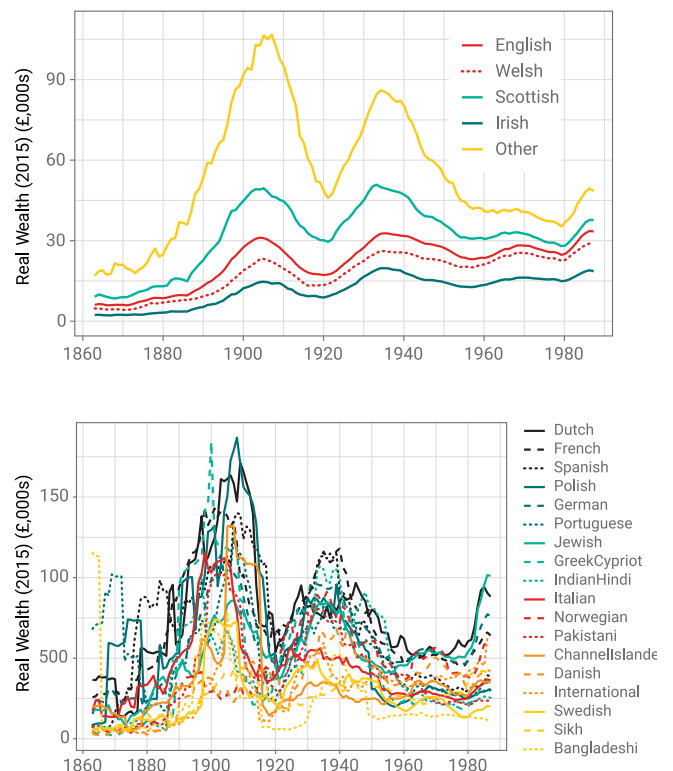 Real Wealth (2015) (£,000s)
90
60
30
0
1860
1880
1900
1920
1940
1960
1980
English
Welsh
Scottish
Irish
Other
Real Wealth (2015) (£,000s)
150
100
500
0
1860
1880
1900
1920
1940
1960
1980
Dutch
French
Spanish
Polish
German
Portuguese
Jewish
GreekCypriot
IndianHindi
Italian
Norwegian
Pakistani
ChannelIslande
Danish
International
Swedish
Sikh
Bangladeshi